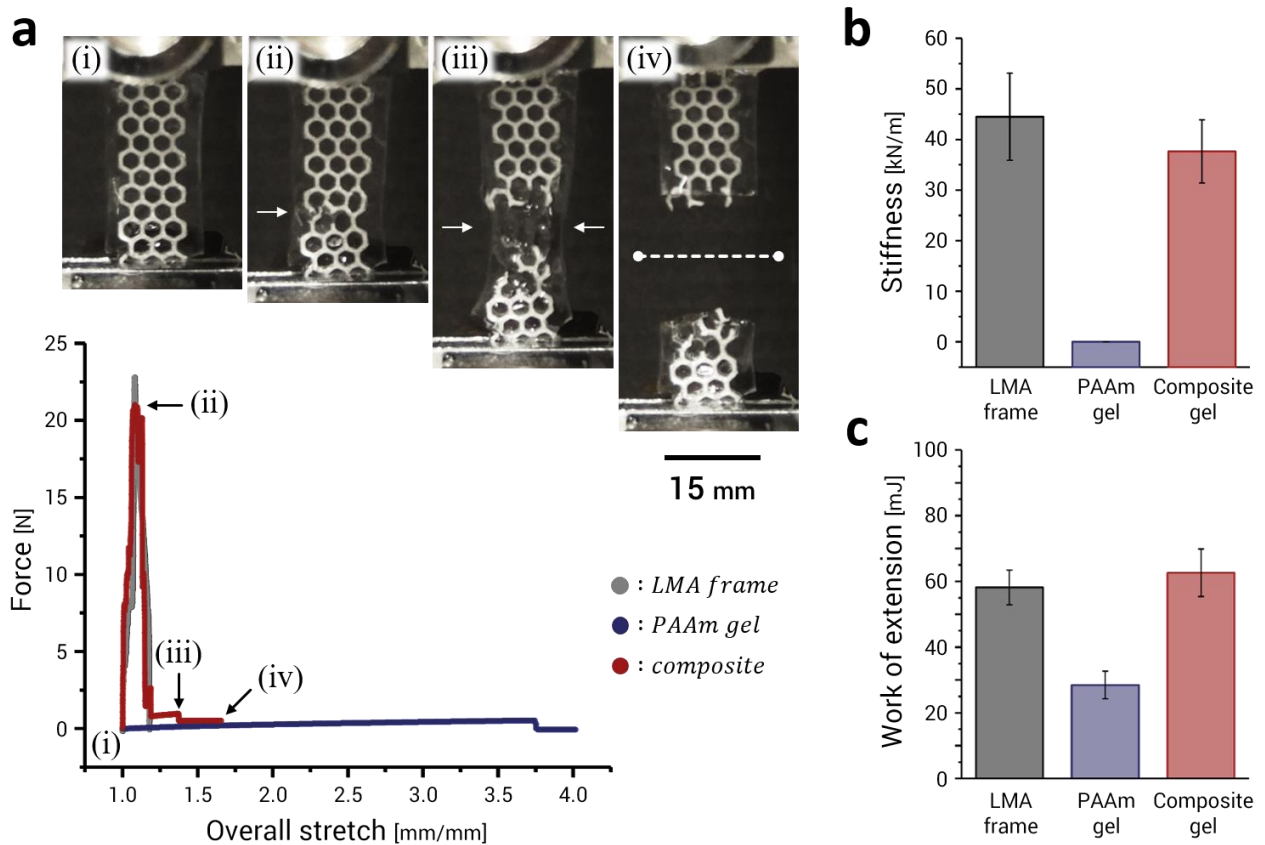 a
(i)
(ii)
(iii)
(iv)
15 mm
25
20
15
10
5
0
Force [N]
(ii)
(iii)
(iv)
(i)
1.0 1.5 2.0 2.5 3.0 3.5 4.0
Overall stretch [mm/mm]
: LMA frame
: PAAm gel
: composite
b
60
50
40
30
20
10
0
Stiffness [kN/m]
LMA PAAm Composite
frame gel gel
c
100
80
60
40
20
0
Work of extension [mJ]
LMA PAAm Composite
frame gel gel